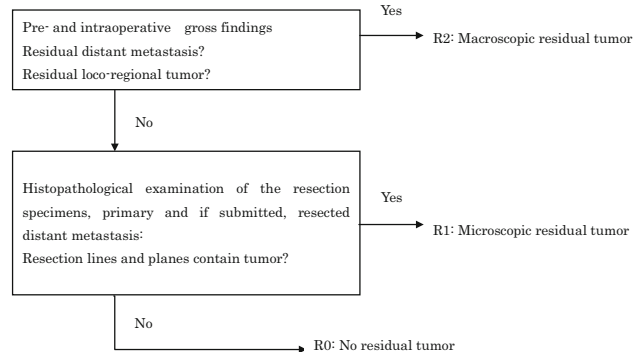 Pre- and intraoperative gross findings
Residual distant metastasis?
Residual loco-regional tumor?
Yes
R2: Macroscopic residual tumor
No
Histopathological examination of the resection
specimens, primary and if submitted, resected
distant metastasis:
Resection lines and planes contain tumor?
Yes
R1: Microscopic residual tumor
No
R0: No residual tumor